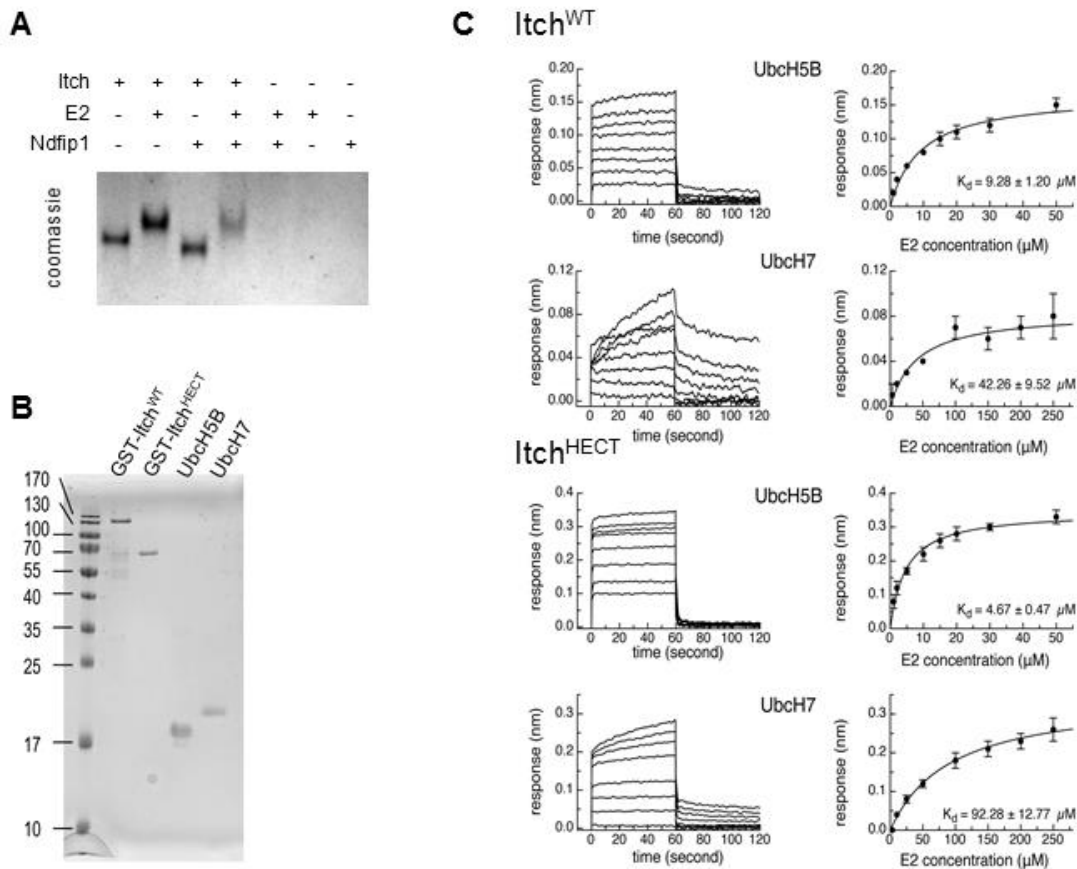 A
Itch + + + + - - -
E2 - + - + + + -
Ndfip1 - - + + + - +
coomassie
B
GST-Itch^WT
GST-Itch^HECT
UbcH5B
UbcH7
170
130
100
70
55
40
35
25
17
10
C
Itch^WT
UbcH5B
response (nm)
0.20
0.15
0.10
0.05
0.00
0 20 40 60 80 100 120
time (second)
response (nm)
0.20
0.15
0.10
0.05
0.00
K_d = 9.28 ± 1.20 μM
0 10 20 30 40 50
E2 concentration (μM)
UbcH7
response (nm)
0.12
0.08
0.04
0.00
0 20 40 60 80 100 120
time (second)
response (nm)
0.12
0.08
0.04
0.00
K_d = 42.26 ± 9.52 μM
0 50 100 150 200 250
E2 concentration (μM)
Itch^HECT
UbcH5B
response (nm)
0.4
0.3
0.2
0.1
0.0
0 20 40 60 80 100 120
time (second)
response (nm)
0.4
0.3
0.2
0.1
0.0
K_d = 4.67 ± 0.47 μM
0 10 20 30 40 50
E2 concentration (μM)
UbcH7
response (nm)
0.3
0.2
0.1
0.0
0 20 40 60 80 100 120
time (second)
response (nm)
0.3
0.2
0.1
0.0
K_d = 92.28 ± 12.77 μM
0 50 100 150 200 250
E2 concentration (μM)